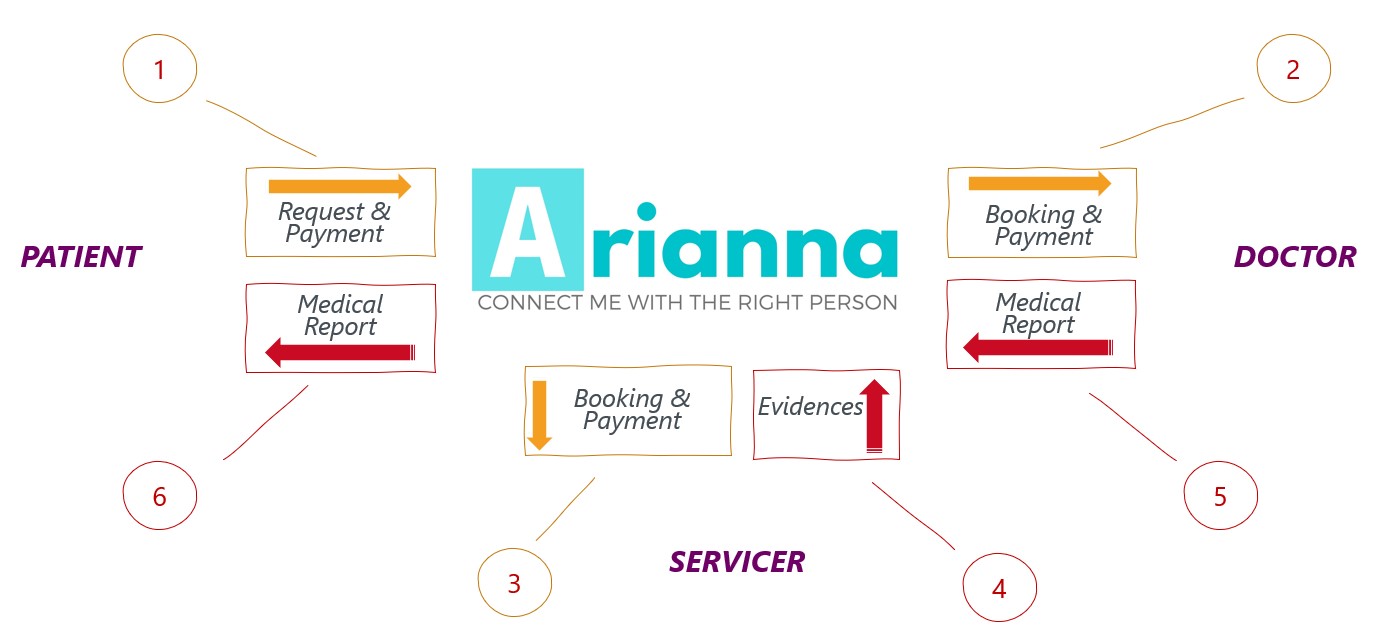 1
2
Request &
Payment
Booking &
Payment
PATIENT
Arianna
CONNECT ME WITH THE RIGHT PERSON
DOCTOR
Medical
Report
Medical
Report
Booking &
Payment
Evidences
6
5
3
SERVICER
4